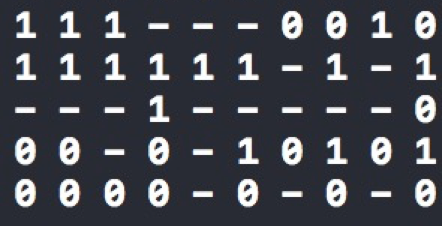 1 1 1 - - - 0 0 1 0
1 1 1 1 1 1 - 1 - 1
- - - 1 - - - - - 0
0 0 - 0 - 1 0 1 0 1
0 0 0 0 - 0 - 0 - 0